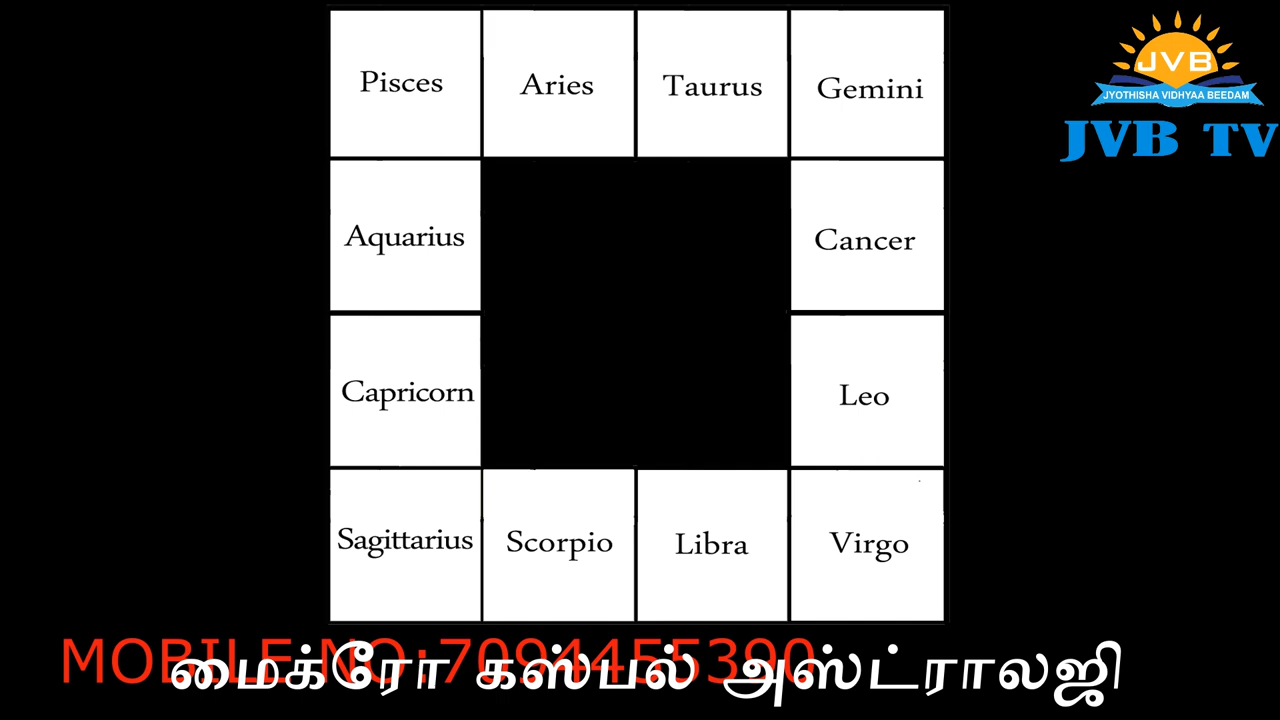 Pisces Aries Taurus Gemini
JVB
JYOTHISHA VIDHYAA BEEDAM
JVB TV
Aquarius Cancer
Capricorn Leo
Sagittarius Scorpio Libra Virgo
MOBILE NO:7094455390
மைக்ரோ கஸ்பல் அஸ்ட்ராலஜி